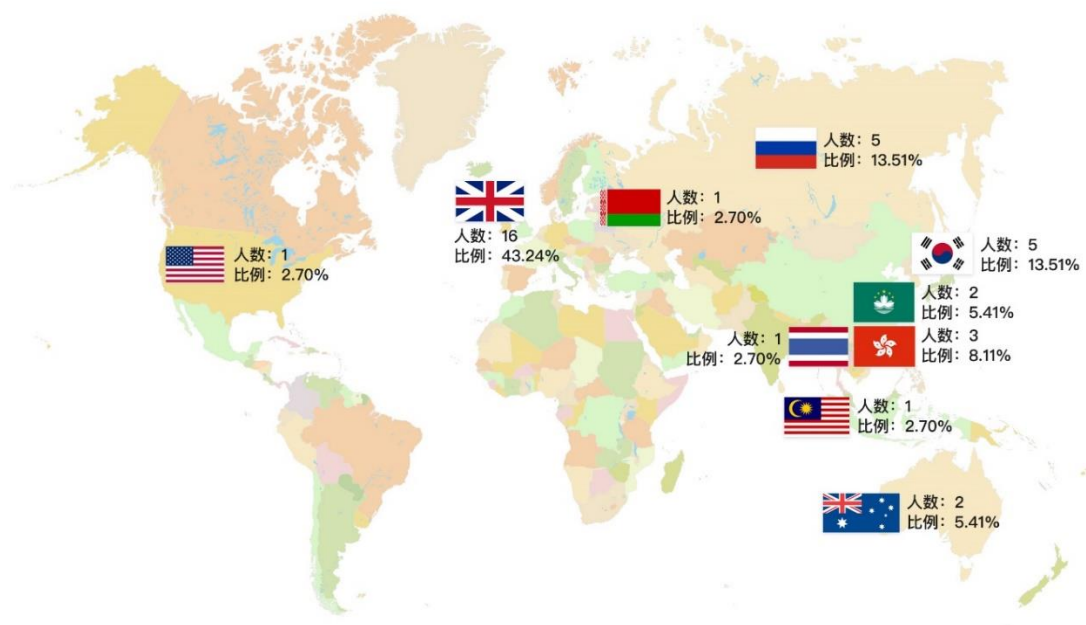 人数：5
比例：13.51%
人数：16
比例：43.24%
人数：1
比例：2.70%
人数：1
比例：2.70%
人数：5
比例：13.51%
人数：2
比例：5.41%
人数：1
比例：2.70%
人数：3
比例：8.11%
人数：1
比例：2.70%
人数：2
比例：5.41%